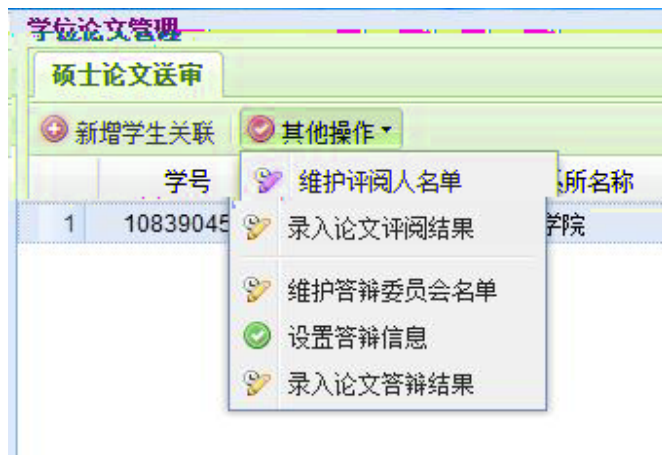 学位论文管理
硕士论文送审
新增学生关联 其他操作
学号 系所名称
1 10839045 学院
维护评阅人名单
录入论文评阅结果
维护答辩委员会名单
设置答辩信息
录入论文答辩结果